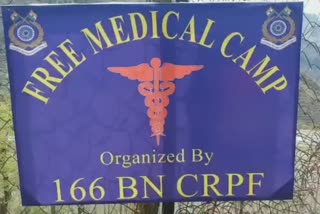 FREE MEDICAL CAMP
Organized By
166 BN CRPF